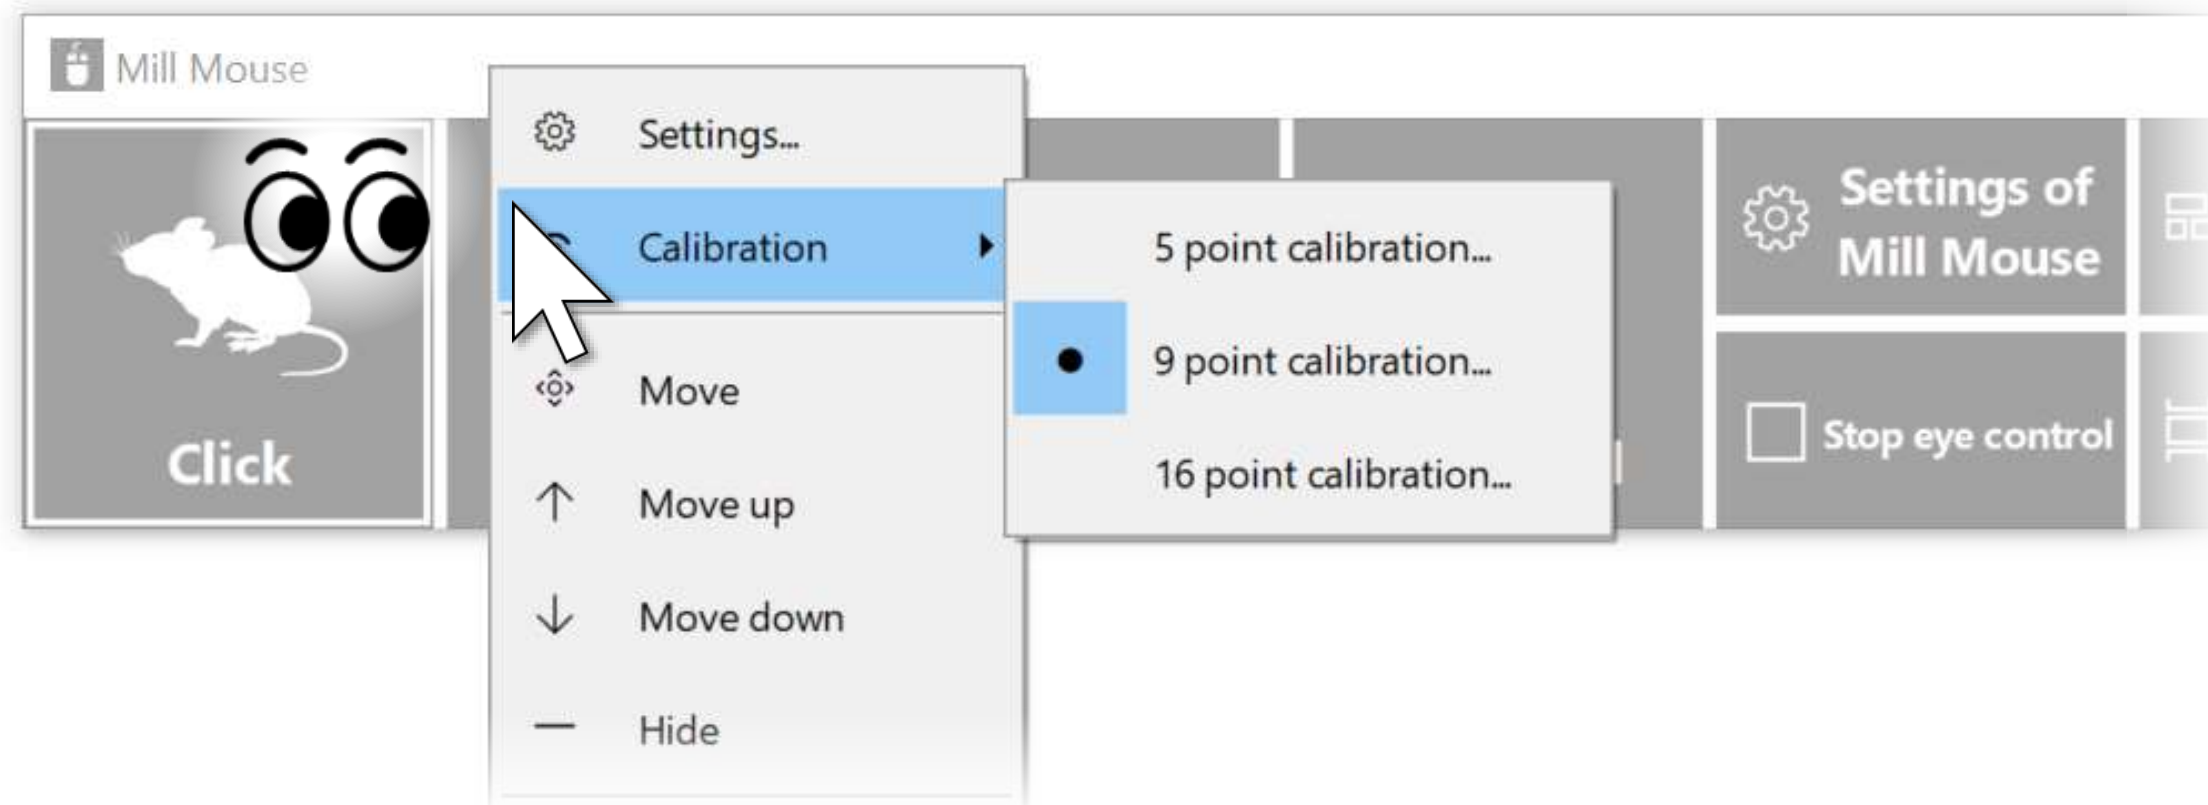 Mill Mouse
Settings...
Calibration
Move
Move up
Move down
Hide
5 point calibration...
9 point calibration...
16 point calibration...
Click
Settings of
Mill Mouse
Stop eye control